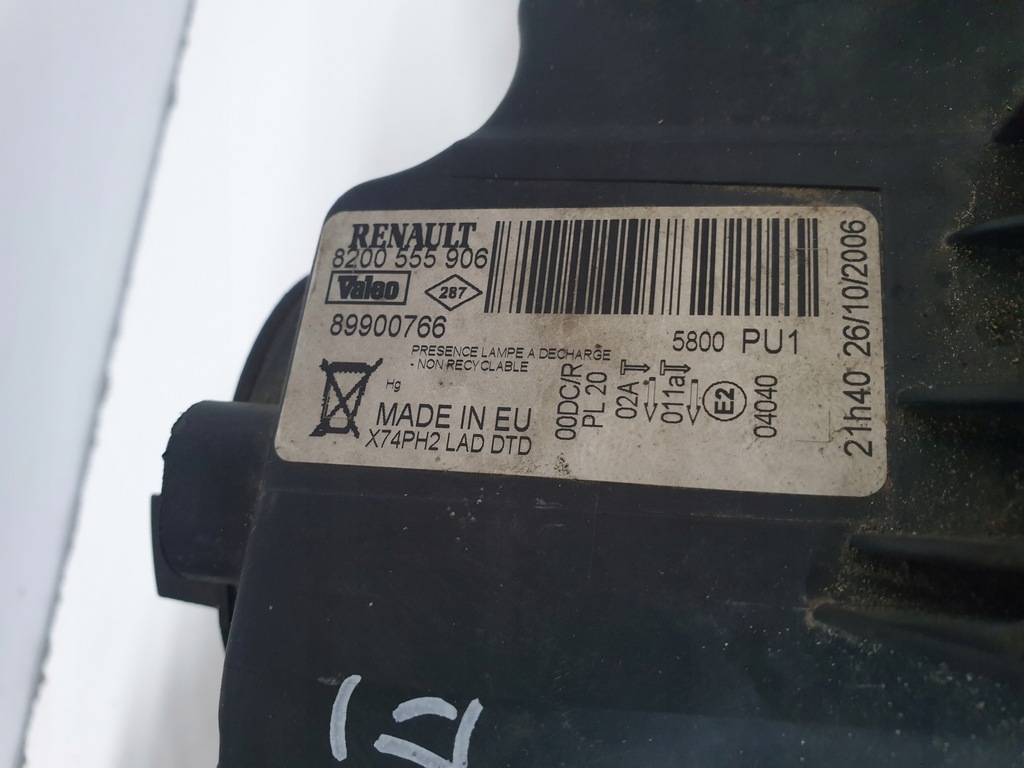 RENAULT
8200 555 906
Valeo
287
89900766
5800 PU1
PRESENCE LAMPE A DECHARGE
- NON RECYCLABLE
Hg
MADE IN EU
X74PH2 LAD DTD
00DC/R
PL 20
02A
011a
E2
04040
21h40 26/10/2006